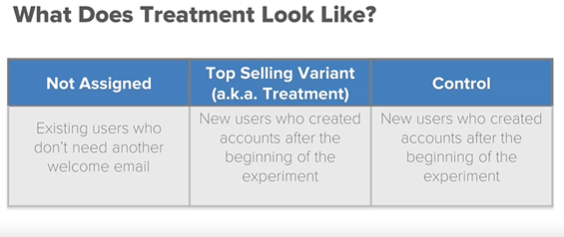 What Does Treatment Look Like?
Not Assigned
Top Selling Variant
(a.k.a. Treatment)
Control
Existing users who
don't need another
welcome email
New users who created
accounts after the
beginning of the
experiment
New users who created
accounts after the
beginning of the
experiment